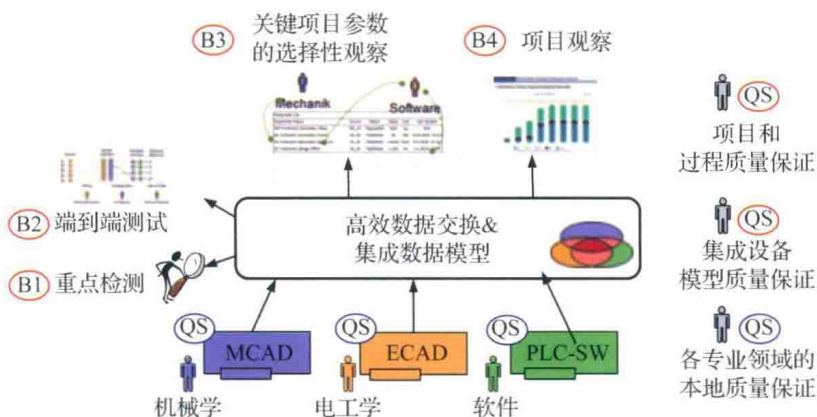 B3 关键项目参数
的选择性观察
B4 项目观察
Mechanik
Software
QS
项目和
过程质量保证
B2 端到端测试
高效数据交换&
集成数据模型
QS
集成设备
模型质量保证
B1 重点检测
QS
MCAD
QS
ECAD
QS
PLC-SW
QS
各专业领域的
本地质量保证
机械学
电工学
软件